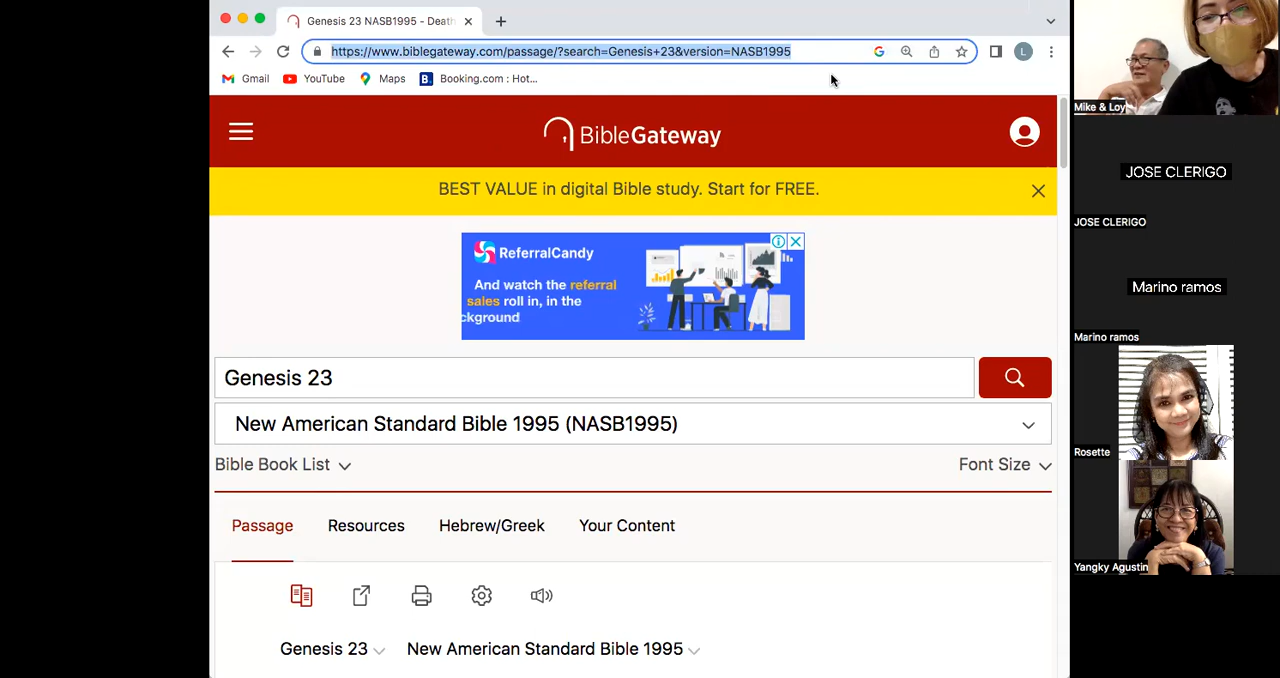 Genesis 23 NASB1995 - Death
https://www.biblegateway.com/passage/?search=Genesis+23&version=NASB1995
G
L
Gmail YouTube Maps B. Booking.com : Hot...
BibleGateway
BEST VALUE in digital Bible study. Start for FREE.
ReferralCandy
And watch the referral
sales roll in, in the
ckground
Genesis 23
New American Standard Bible 1995 (NASB1995)
Bible Book List Font Size
Passage Resources Hebrew/Greek Your Content
Genesis 23 New American Standard Bible 1995
Mike & Loy
JOSE CLERIGO
JOSE CLERIGO
Marino ramos
Marino ramos
Rosette
Yangky Agustin